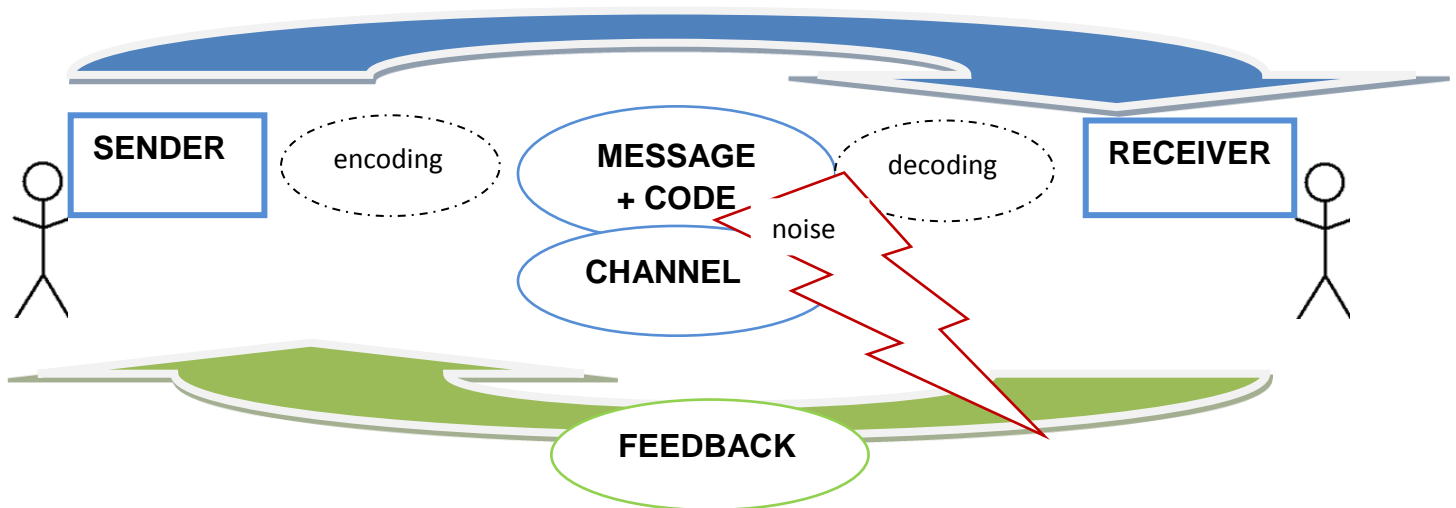 SENDER
encoding
MESSAGE
+ CODE
decoding
RECEIVER
noise
CHANNEL
FEEDBACK